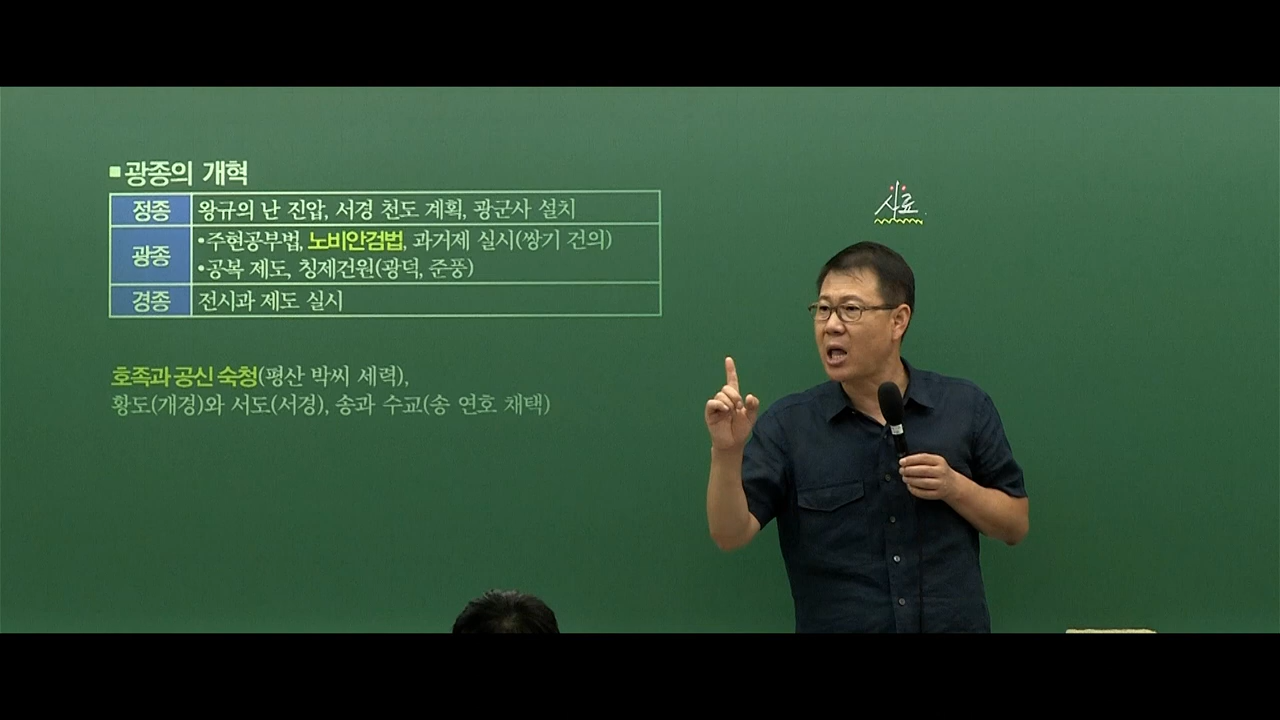 ▪광종의 개혁
정종 왕규의 난 진압, 서경 천도 계획, 광군사 설치
광종 •주현공부법, 노비안검법, 과거제 실시(쌍기 건의)
•공복 제도, 칭제건원(광덕, 준풍)
경종 전시과 제도 실시
호족과 공신 숙청(평산 박씨 세력),
황도(개경)와 서도(서경), 송과 수교(송 연호 채택)
사료